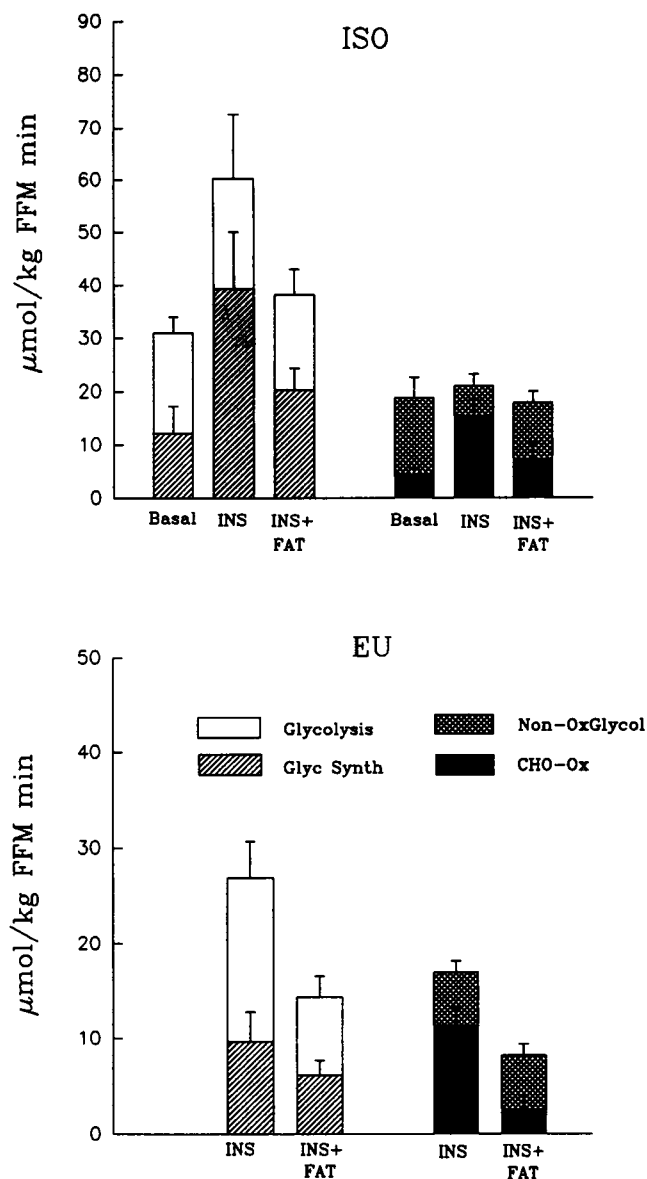 ISO
μmol/kg FFM min
90
80
70
60
50
40
30
20
10
0
Basal INS INS+ FAT Basal INS INS+ FAT
EU
μmol/kg FFM min
50
40
30
20
10
0
Glycolysis
Non-OxGlycol
Glyc Synth
CHO-Ox
INS INS+ FAT INS INS+ FAT